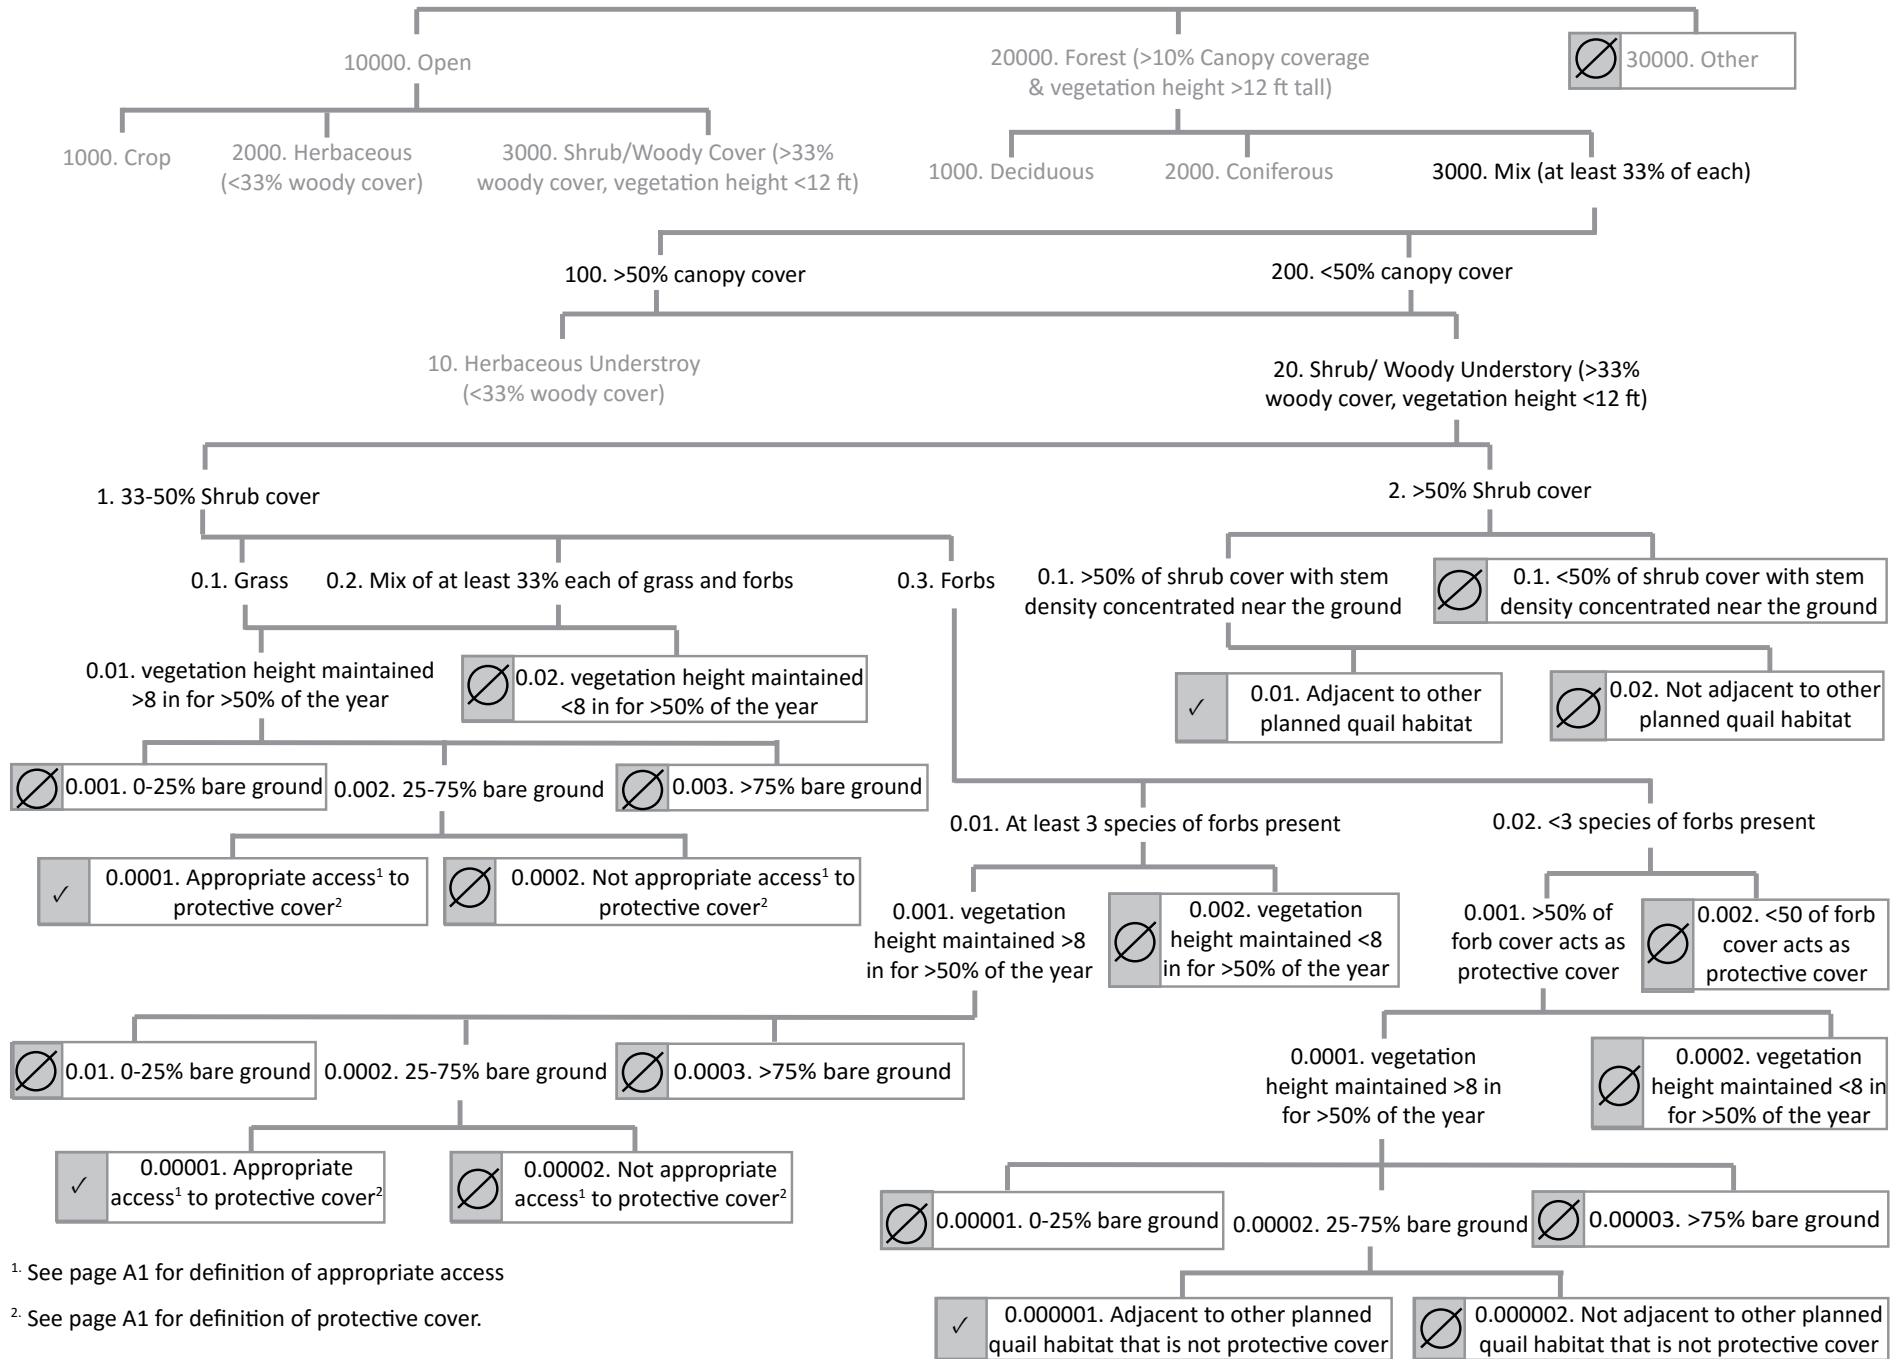 10000. Open
20000. Forest (>10% Canopy coverage
& vegetation height >12 ft tall)
30000. Other
1000. Crop
2000. Herbaceous
(<33% woody cover)
3000. Shrub/Woody Cover (>33%
woody cover, vegetation height <12 ft)
1000. Deciduous
2000. Coniferous
3000. Mix (at least 33% of each)
100. >50% canopy cover
200. <50% canopy cover
10. Herbaceous Understroy
(<33% woody cover)
20. Shrub/ Woody Understory (>33%
woody cover, vegetation height <12 ft)
1. 33-50% Shrub cover
2. >50% Shrub cover
0.1. Grass
0.2. Mix of at least 33% each of grass and forbs
0.3. Forbs
0.1. >50% of shrub cover with stem
density concentrated near the ground
0.1. <50% of shrub cover with stem
density concentrated near the ground
0.01. vegetation height maintained
>8 in for >50% of the year
0.02. vegetation height maintained
<8 in for >50% of the year
✓
0.01. Adjacent to other
planned quail habitat
0.02. Not adjacent to other
planned quail habitat
0.001. 0-25% bare ground
0.002. 25-75% bare ground
0.003. >75% bare ground
0.01. At least 3 species of forbs present
0.02. <3 species of forbs present
✓
0.0001. Appropriate access¹ to
protective cover²
0.0002. Not appropriate access¹ to
protective cover²
0.001. vegetation
height maintained >8
in for >50% of the year
0.002. vegetation
height maintained <8
in for >50% of the year
0.001. >50% of
forb cover acts as
protective cover
0.002. <50 of forb
cover acts as
protective cover
0.01. 0-25% bare ground
0.0002. 25-75% bare ground
0.0003. >75% bare ground
0.0001. vegetation
height maintained >8 in
for >50% of the year
0.0002. vegetation
height maintained <8 in
for >50% of the year
✓
0.00001. Appropriate
access¹ to protective cover²
0.00002. Not appropriate
access¹ to protective cover²
0.00001. 0-25% bare ground
0.00002. 25-75% bare ground
0.00003. >75% bare ground
✓
0.000001. Adjacent to other planned
quail habitat that is not protective cover
0.000002. Not adjacent to other planned
quail habitat that is not protective cover
1. See page A1 for definition of appropriate access
2. See page A1 for definition of protective cover.